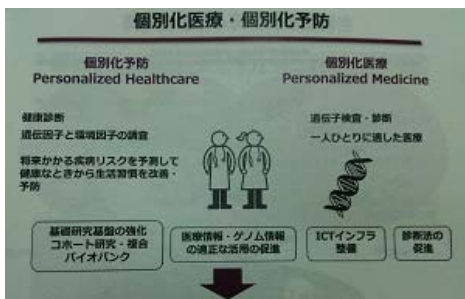 個別化医療・個別化予防
個別化予防
Personalized Healthcare
個別化医療
Personalized Medicine
健康診断
遺伝因子と環境因子の調査
将来かかる疾病リスクを予測して
健康なときから生活習慣を改善・
予防
遺伝子検査・診断
一人ひとりに適した医療
基礎研究基盤の強化
コホート研究・複合
バイオバンク
医療情報・ゲノム情報
の適正な活用の促進
ICTインフラ
整備
診断法の
促進